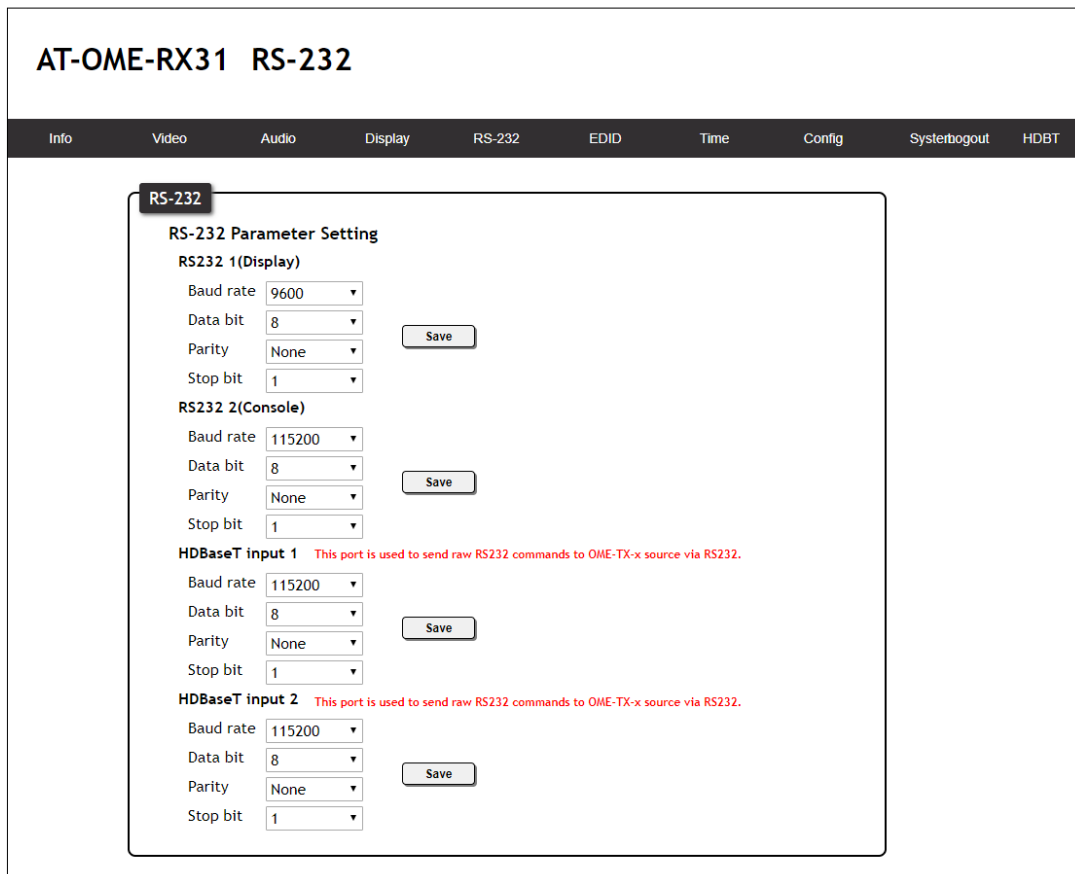 AT-OME-RX31 RS-232
Info Video Audio Display RS-232 EDID Time Config Systembogout HDBT
RS-232
RS-232 Parameter Setting
RS232 1(Display)
Baud rate 9600
Data bit 8
Save
Parity None
Stop bit 1
RS232 2(Console)
Baud rate 115200
Data bit 8
Save
Parity None
Stop bit 1
HDBaseT input 1 This port is used to send raw RS232 commands to OME-TX-x source via RS232.
Baud rate 115200
Data bit 8
Save
Parity None
Stop bit 1
HDBaseT input 2 This port is used to send raw RS232 commands to OME-TX-x source via RS232.
Baud rate 115200
Data bit 8
Save
Parity None
Stop bit 1